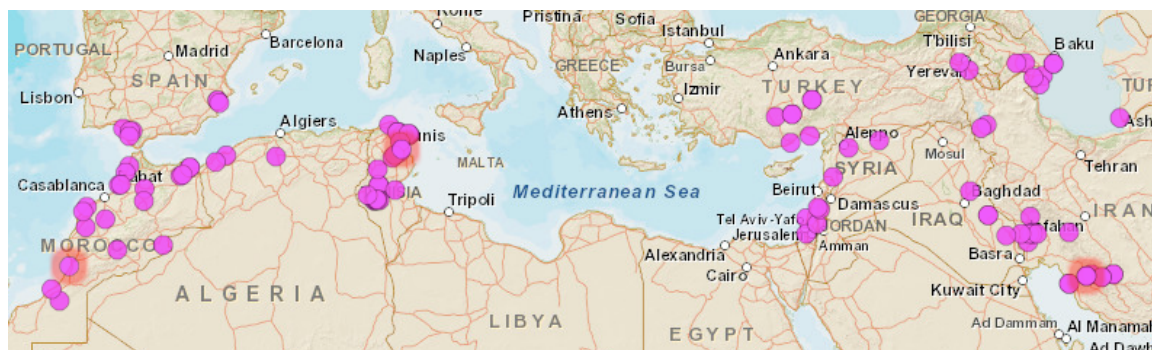 Rome
Pristina
Sofia
GEORGIA
Istanbul
T'bilisi
Barcelona
PORTUGAL
Madrid
Naples
Ankara
Baku
GREECE
Bursa
Yerevan
SPAIN
TURKEY
Izmir
Lisbon
Athens
Algiers
Tunis
Aleppo
Mosul
Ash
MALTA
SYRIA
Tehran
Rabat
Casablanca
Mediterranean Sea
Beirut
Baghdad
Tripoli
Damascus
IRAQ
IRAN
Tel Aviv-Yafo
JORDAN
Jerusalem
MOROCCO
Alexandria
Amman
Basra
Cairo
ALGERIA
Kuwait City
LIBYA
EGYPT
Ad Dammam
Al Manamah